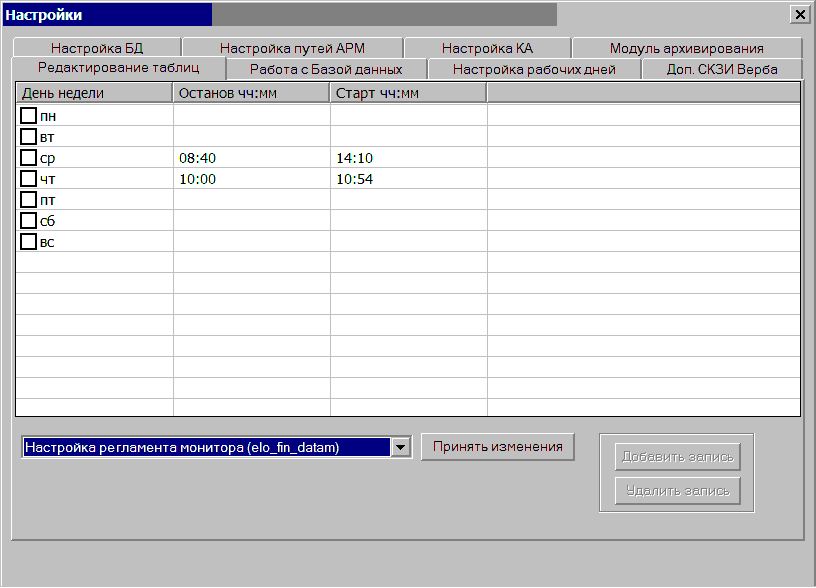 Настройки
Настройка БД Настройка путей АРМ Настройка КА Модуль архивирования
Редактирование таблиц Работа с Базой данных Настройка рабочих дней Доп. СКЗИ Верба
День недели Останов чч:мм Старт чч:мм
пн
вт
ср 08:40 14:10
чт 10:00 10:54
пт
сб
вс
Настройка регламента монитора (elo_fin_datam) Принять изменения
Добавить запись
Удалить запись